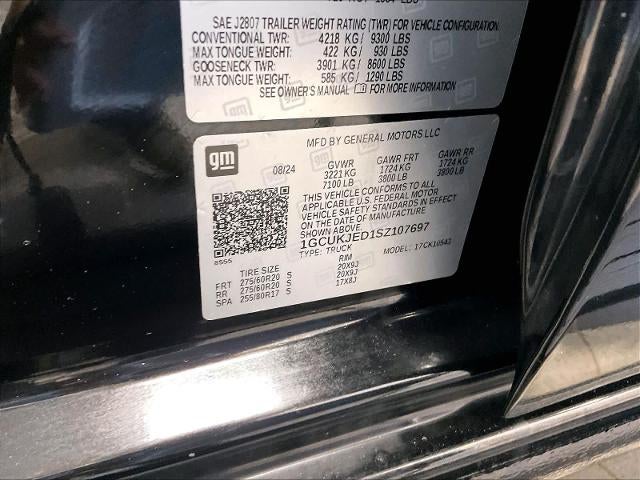 SAE J2807 TRAILER WEIGHT RATING (TWR) FOR VEHICLE CONFIGURATION
CONVENTIONAL TWR: 4218 KG / 9300 LBS
MAX TONGUE WEIGHT: 422 KG / 930 LBS
GOOSENECK TWR: 3901 KG / 8600 LBS
MAX TONGUE WEIGHT: 585 KG / 1290 LBS
SEE OWNER'S MANUAL FOR MORE INFORMATION
gm
MFD BY GENERAL MOTORS LLC
08/24 GVWR GAWR FRT GAWR RR
3221 KG 1724 KG 1724 KG
7100 LB 3800 LB 3800 LB
THIS VEHICLE CONFORMS TO ALL
APPLICABLE U.S. FEDERAL MOTOR
VEHICLE SAFETY STANDARDS IN EFFECT
ON THE DATE OF MANUFACTURE
1GCUKJED1SZ107697
TYPE: TRUCK MODEL: 17CK10543
8555
TIRE SIZE RIM
FRT 275/60R20 S 20X9J
RR 275/60R20 S 20X9J
SPA 255/80R17 S 17X8J